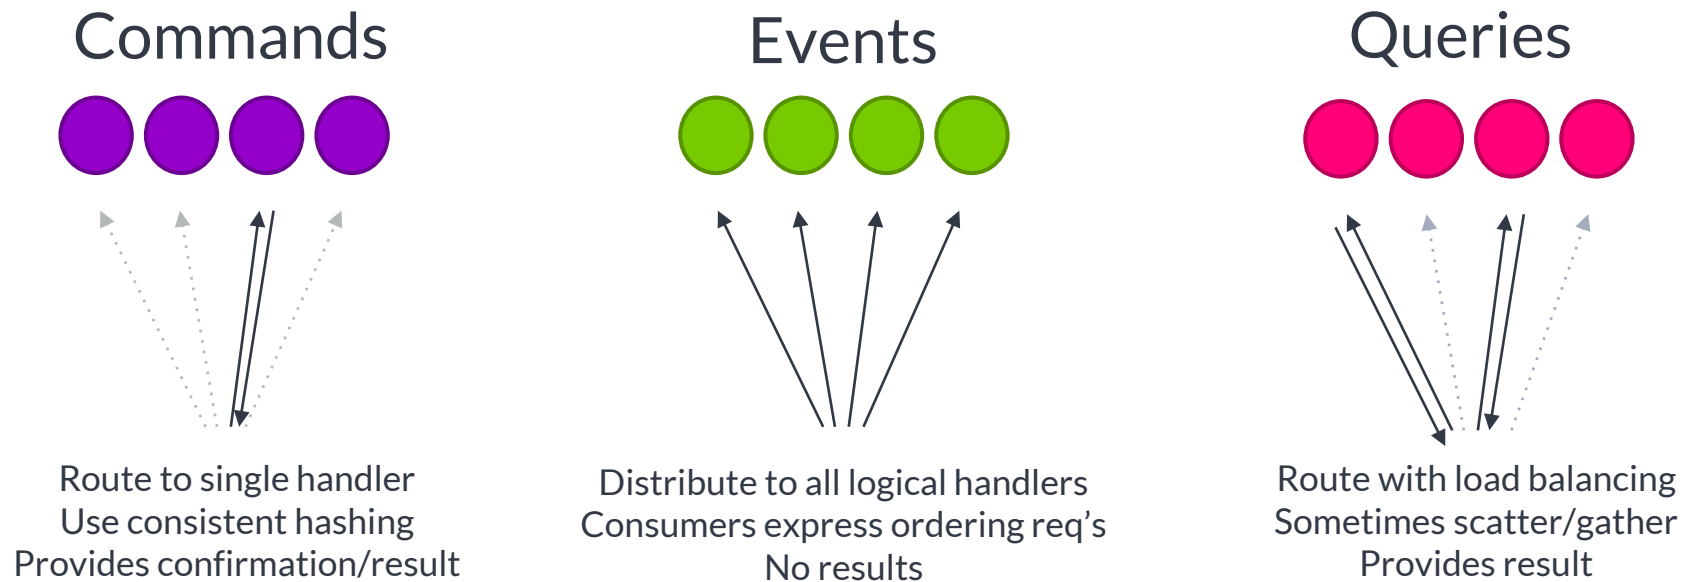 Commands
Route to single handler
Use consistent hashing
Provides confirmation/result
Events
Distribute to all logical handlers
Consumers express ordering req’s
No results
Queries
Route with load balancing
Sometimes scatter/gather
Provides result